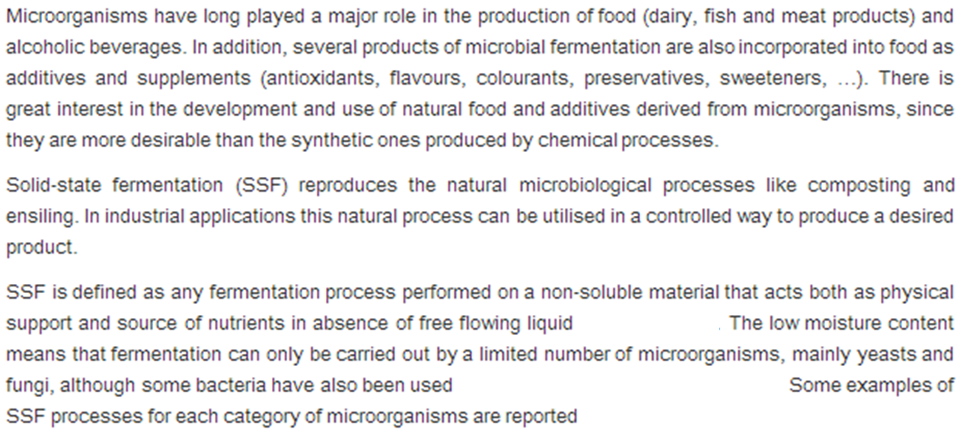 Microorganisms have long played a major role in the production of food (dairy, fish and meat products) and
alcoholic beverages. In addition, several products of microbial fermentation are also incorporated into food as
additives and supplements (antioxidants, flavours, colourants, preservatives, sweeteners, …). There is
great interest in the development and use of natural food and additives derived from microorganisms, since
they are more desirable than the synthetic ones produced by chemical processes.
Solid-state fermentation (SSF) reproduces the natural microbiological processes like composting and
ensiling. In industrial applications this natural process can be utilised in a controlled way to produce a desired
product.
SSF is defined as any fermentation process performed on a non-soluble material that acts both as physical
support and source of nutrients in absence of free flowing liquid . The low moisture content
means that fermentation can only be carried out by a limited number of microorganisms, mainly yeasts and
fungi, although some bacteria have also been used Some examples of
SSF processes for each category of microorganisms are reported